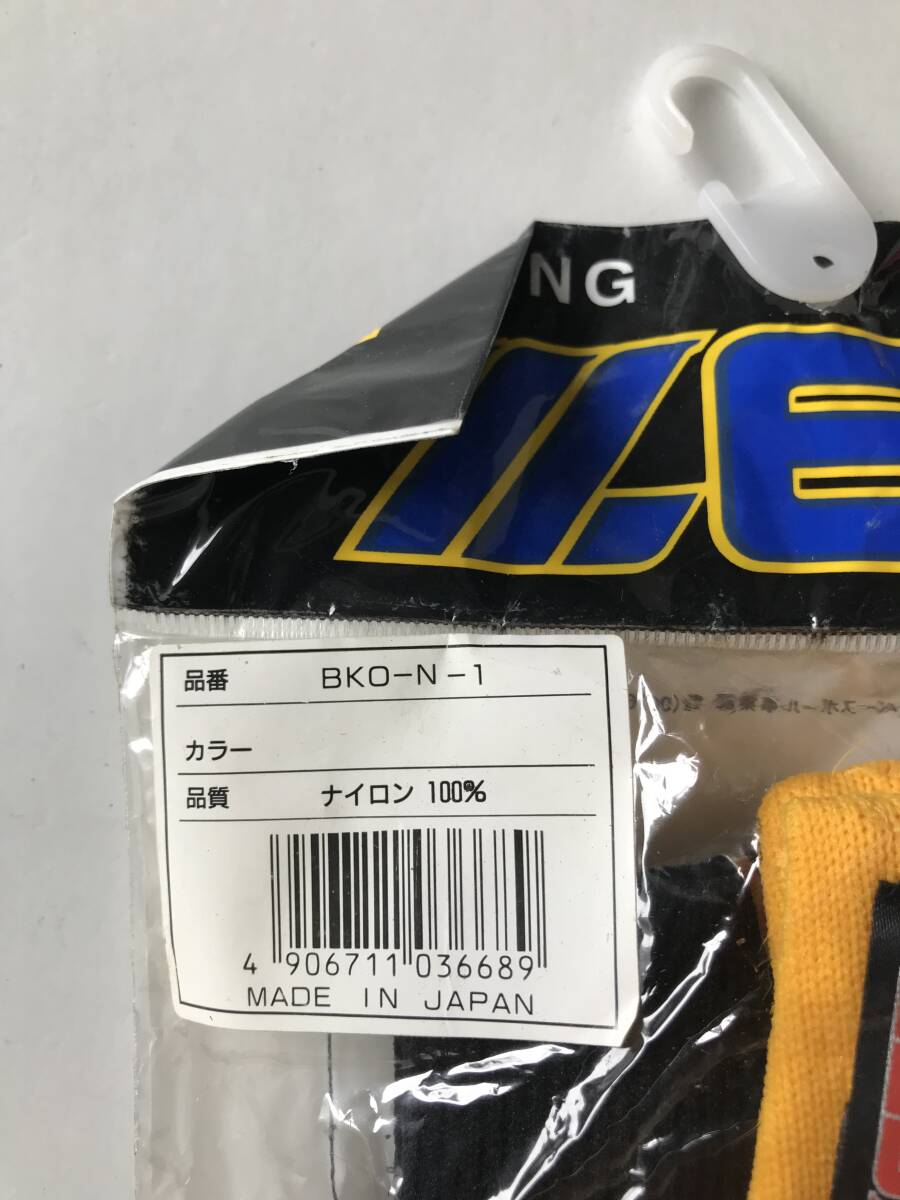 NG
品番 BKO-N-1
カラー
品質 ナイロン 100%
4 906711 036689
MADE IN JAPAN